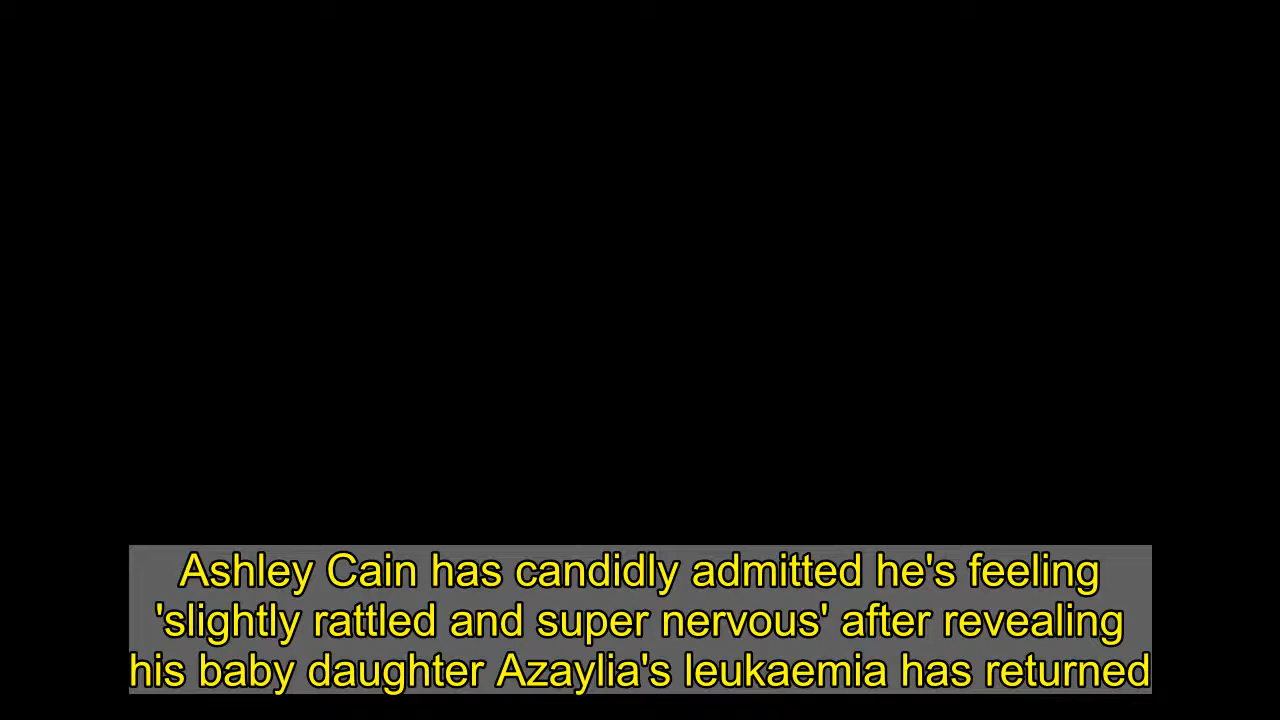 Ashley Cain has candidly admitted he's feeling
'slightly rattled and super nervous' after revealing
his baby daughter Azaylia's leukaemia has returned